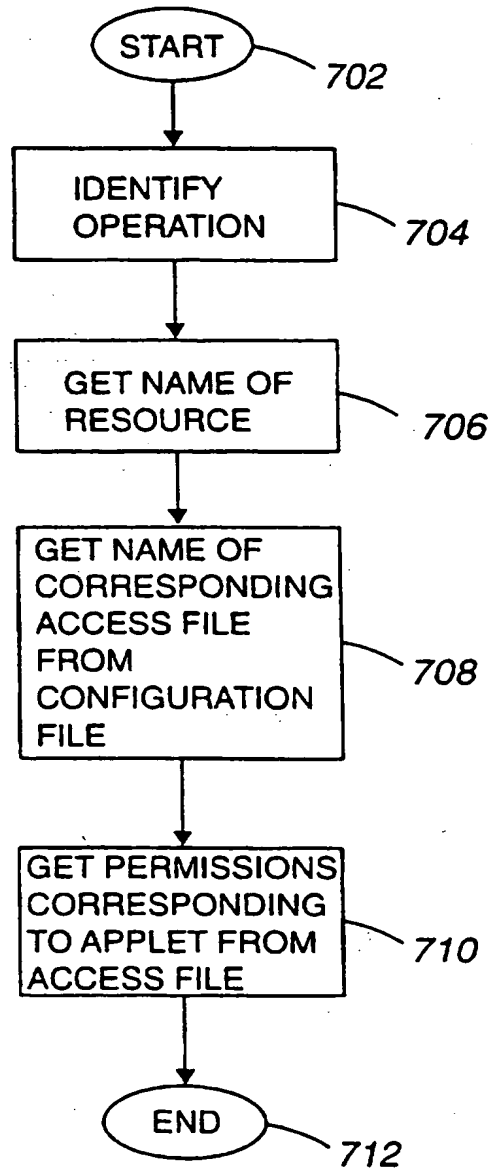 START
702
IDENTIFY
OPERATION
704
GET NAME OF
RESOURCE
706
GET NAME OF
CORRESPONDING
ACCESS FILE
FROM
CONFIGURATION
FILE
708
GET PERMISSIONS
CORRESPONDING
TO APPLET FROM
ACCESS FILE
710
END
712